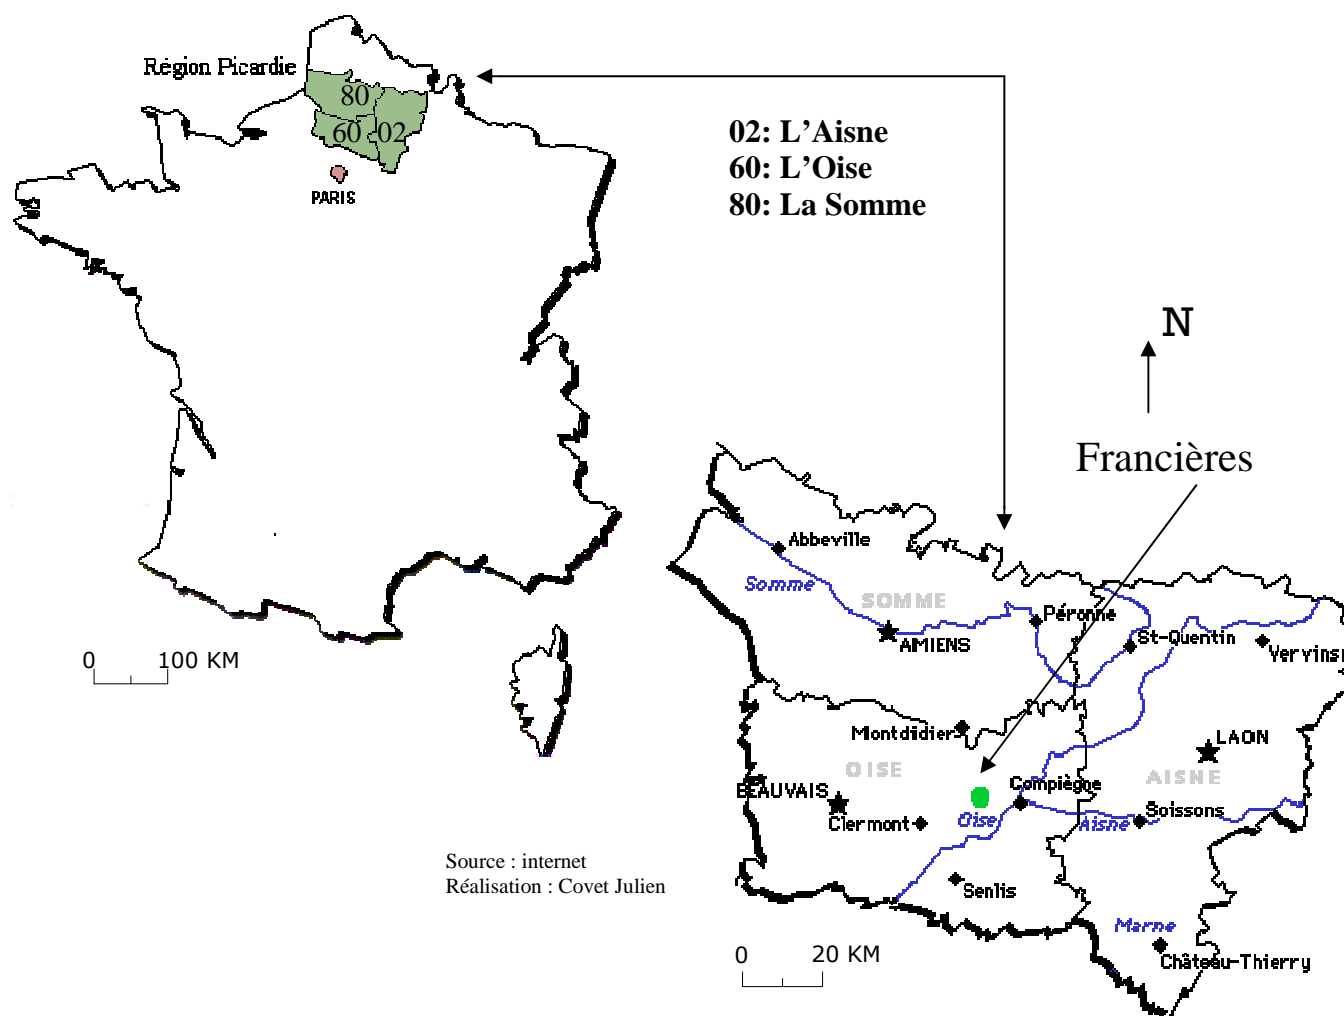 Région Picardie
80
60
02
PARIS
02: L'Aisne
60: L'Oise
80: La Somme
N
Francières
0 100 KM
Abbeville
Somme
SOMME
AMIENS
Péronne
St-Quentin
Vervins
Montdidier
OISE
BEAUVAIS
Clermont
Compiègne
Oise
LAON
AISNE
Aisne
Soissons
Senlis
Marne
Château-Thierry
Source : internet
Réalisation : Covet Julien
0 20 KM